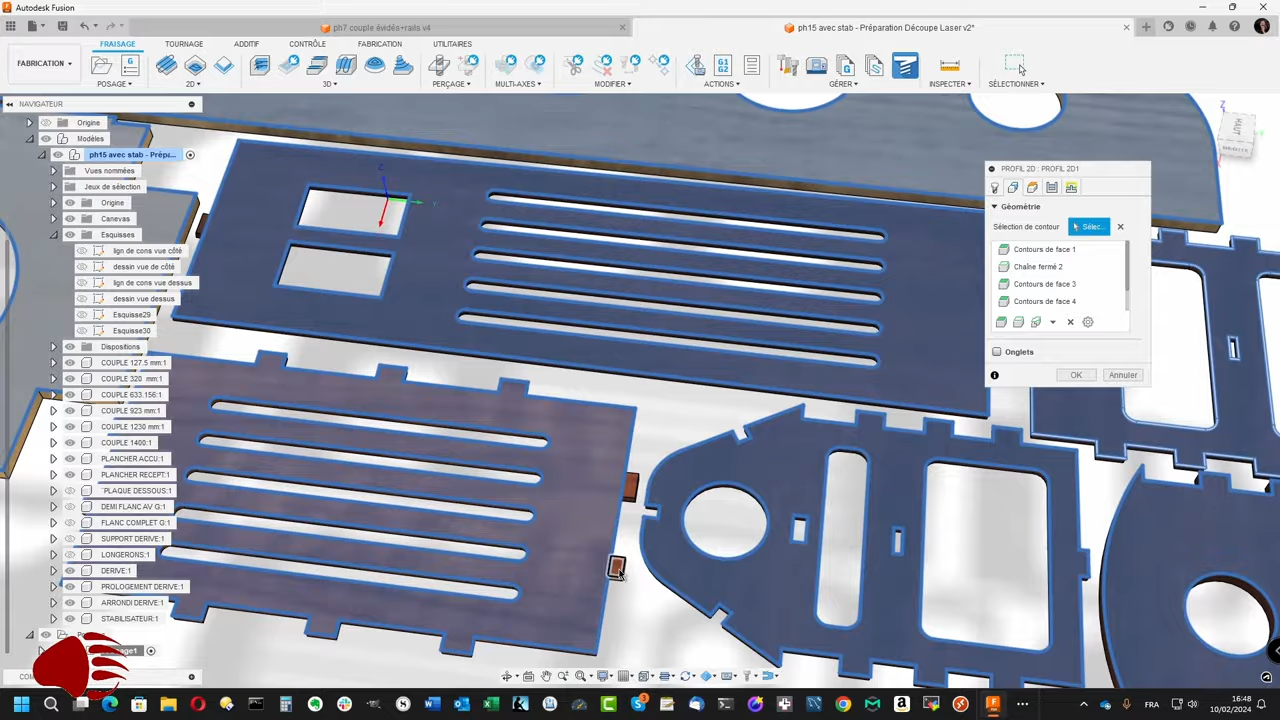 Autodesk Fusion
ph7 couple évidés+rails v4
ph15 avec stab - Préparation Découpe Laser v2*
FRAISAGE
TOURNAGE
ADDITIF
CONTRÔLE
FABRICATION
UTILITAIRES
FABRICATION
G1
G2
POSAGE
2D
3D
PERÇAGE
MULTI-AXES
MODIFIER
ACTIONS
GÉRER
INSPECTER
SÉLECTIONNER
NAVIGATEUR
Origine
Modèles
ph15 avec stab - Prépi...
Vues nommées
Jeux de sélection
Origine
Canevas
Esquisses
lign de cons vue côté
dessin vue de côté
lign de cons vue dessus
dessin vue dessus
Esquisse29
Esquisse30
Dispositions
COUPLE 127.5 mm:1
COUPLE 320 mm:1
COUPLE 633.156:1
COUPLE 923 mm:1
COUPLE 1230 mm:1
COUPLE 1400:1
PLANCHER ACCU:1
PLANCHER RECEPT:1
PLAQUE DESSOUS:1
DEMI FLANC AV G:1
FLANC COMPLET G:1
SUPPORT DERIVE:1
LONGERONS:1
DERIVE:1
PROLOGEMENT DERIVE:1
ARRONDI DERIVE:1
STABILISATEUR:1
Z
Y
Z
HAUT
DROITE
PROFIL 2D : PROFIL 2D1
Géométrie
Sélection de contour
Sélec...
Contours de face 1
Chaîne fermé 2
Contours de face 3
Contours de face 4
Onglets
OK
Annuler
FRA
16:48
10/02/2024